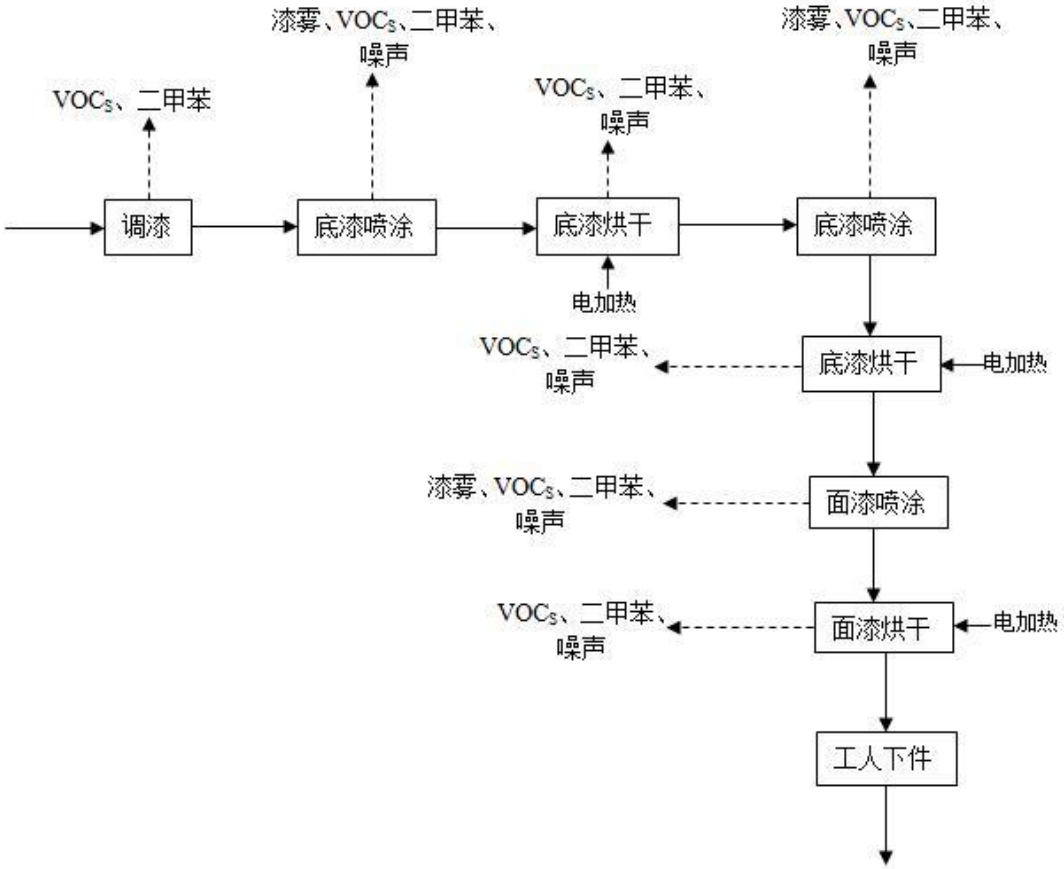 漆雾、VOCs、二甲苯、
噪声
漆雾、VOCs、二甲苯、
噪声
VOCs、二甲苯
VOCs、二甲苯、
噪声
调漆
底漆喷涂
底漆烘干
底漆喷涂
电加热
VOCs、二甲苯、
噪声
底漆烘干
电加热
漆雾、VOCs、二甲苯、
噪声
面漆喷涂
VOCs、二甲苯、
噪声
面漆烘干
电加热
工人下件